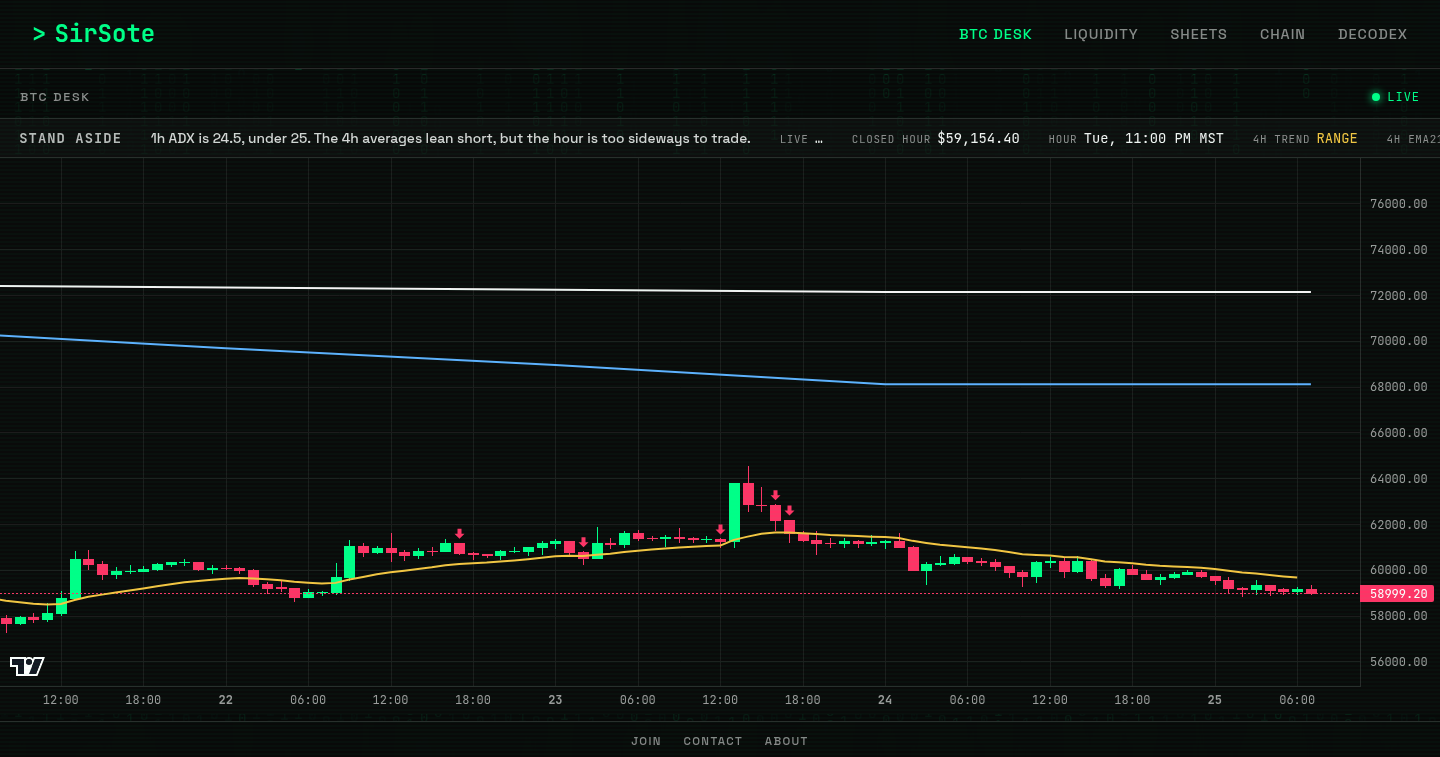 > SirSote
BTC DESK LIQUIDITY SHEETS CHAIN DECODEX
BTC DESK
LIVE
STAND ASIDE 1h ADX is 24.5, under 25. The 4h averages lean short, but the hour is too sideways to trade. LIVE … CLOSED HOUR $59,154.40 HOUR Tue, 11:00 PM MST 4H TREND RANGE 4H EMA21
76000.00
74000.00
72000.00
70000.00
68000.00
66000.00
64000.00
62000.00
60000.00
58999.20
58000.00
56000.00
12:00 18:00 22 06:00 12:00 18:00 23 06:00 12:00 18:00 24 06:00 12:00 18:00 25 06:00
JOIN CONTACT ABOUT